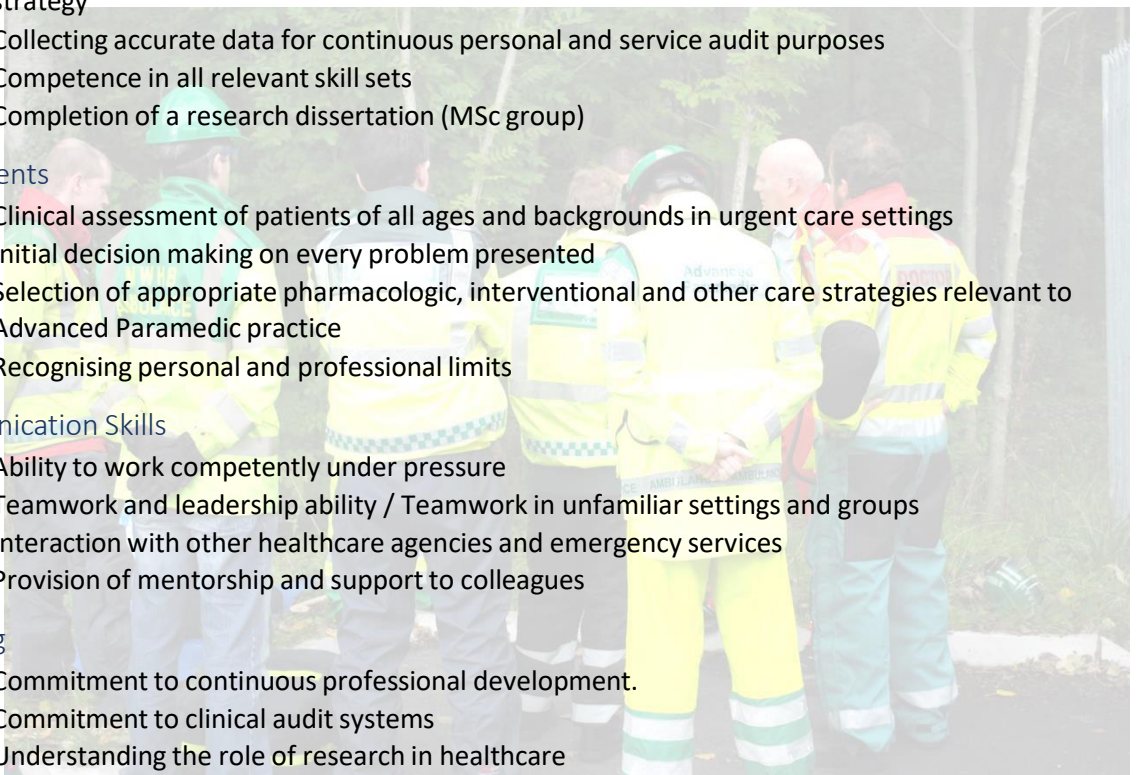 strategy
Collecting accurate data for continuous personal and service audit purposes
Competence in all relevant skill sets
Completion of a research dissertation (MSc group)
ents
Clinical assessment of patients of all ages and backgrounds in urgent care settings
nitial decision making on every problem presented
Selection of appropriate pharmacologic, interventional and other care strategies relevant to
Advanced
DOCTOR
Advanced Paramedic practice
Recognising personal and professional limits
nication Skills
Ability to work competently under pressure
AMBULANCE
Teamwork and leadership ability / Teamwork in unfamiliar settings and groups
nteraction with other healthcare agencies and emergency services
Provision of mentorship and support to colleagues
g
Commitment to continuous professional development.
Commitment to clinical audit systems
Understanding the role of research in healthcare